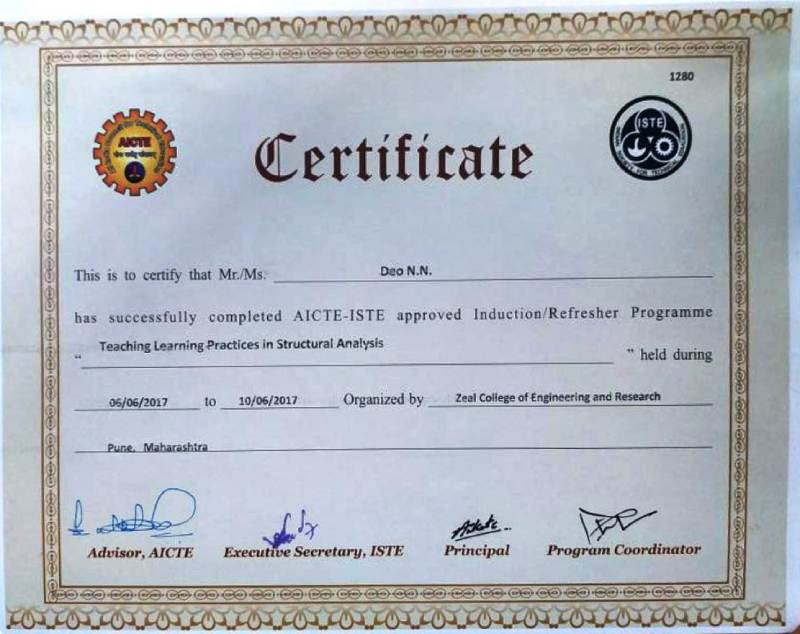 1280
AICTE
ISTE
Certificate
This is to certify that Mr./Ms. Deo N.N.
has successfully completed AICTE-ISTE approved Induction/Refresher Programme
" Teaching Learning Practices in Structural Analysis " held during
06/06/2017 to 10/06/2017 Organized by Zeal College of Engineering and Research
Pune, Maharashtra
Advisor, AICTE Executive Secretary, ISTE Principal Program Coordinator